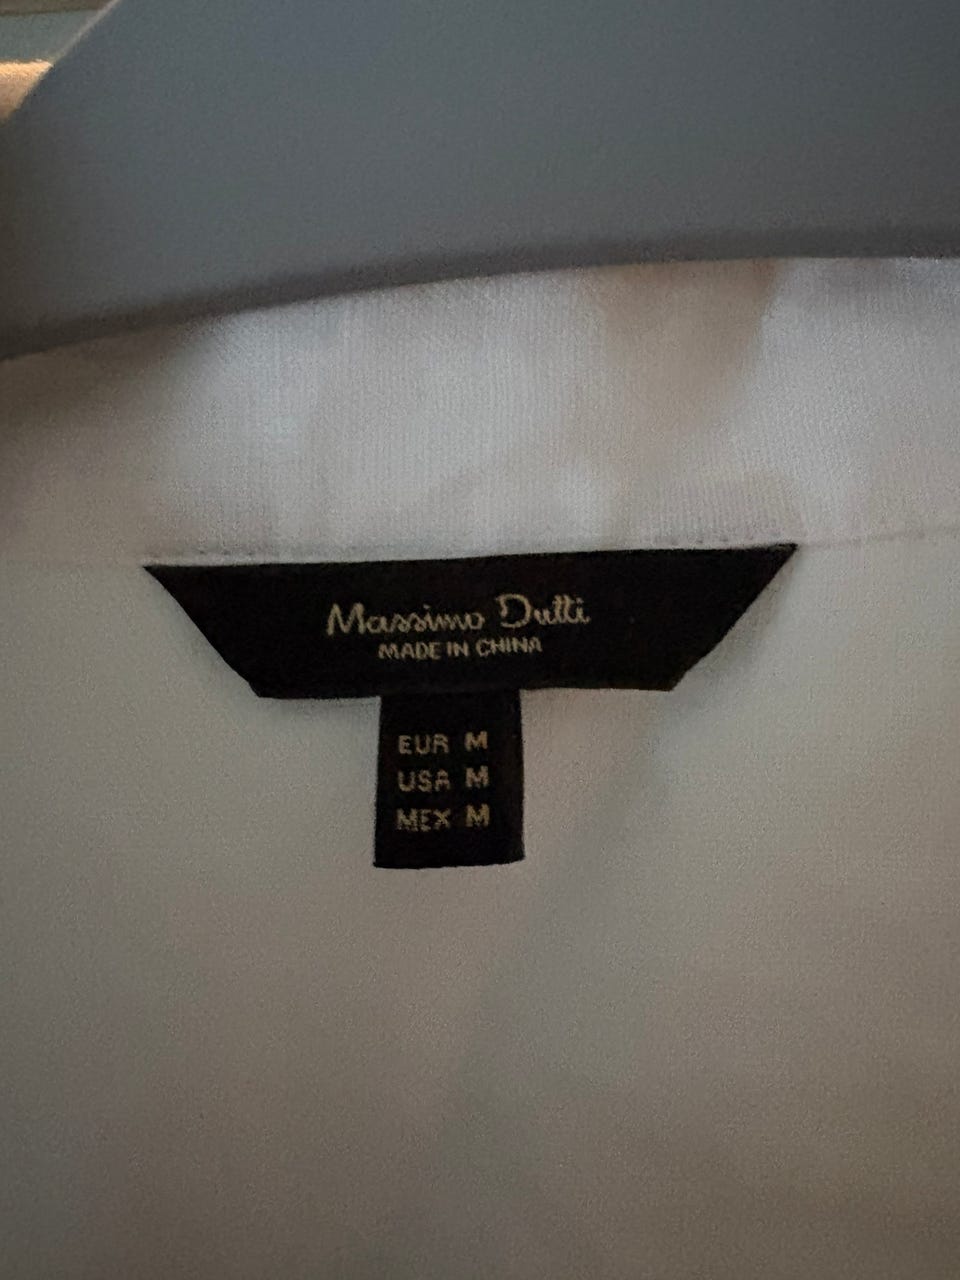 Massimo Dutti
MADE IN CHINA
EUR M
USA M
MEX M